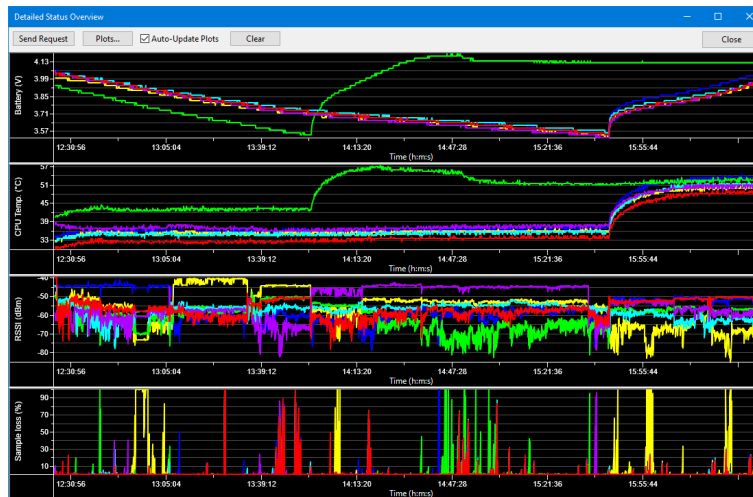 Detailed Status Overview
Send Request Plots... Auto-Update Plots Clear Close
Battery (V)
4.13
3.99
3.85
3.71
3.57
12:30:56 13:05:04 13:39:12 14:13:20 14:47:28 15:21:36 15:55:44
Time (h:m:s)
CPU Temp. (°C)
57
51
45
39
33
12:30:56 13:05:04 13:39:12 14:13:20 14:47:28 15:21:36 15:55:44
Time (h:m:s)
RSSI (dBm)
-40
-50
-60
-70
-80
12:30:56 13:05:04 13:39:12 14:13:20 14:47:28 15:21:36 15:55:44
Time (h:m:s)
Sample loss (%)
90
70
50
30
10
12:30:56 13:05:04 13:39:12 14:13:20 14:47:28 15:21:36 15:55:44
Time (h:m:s)